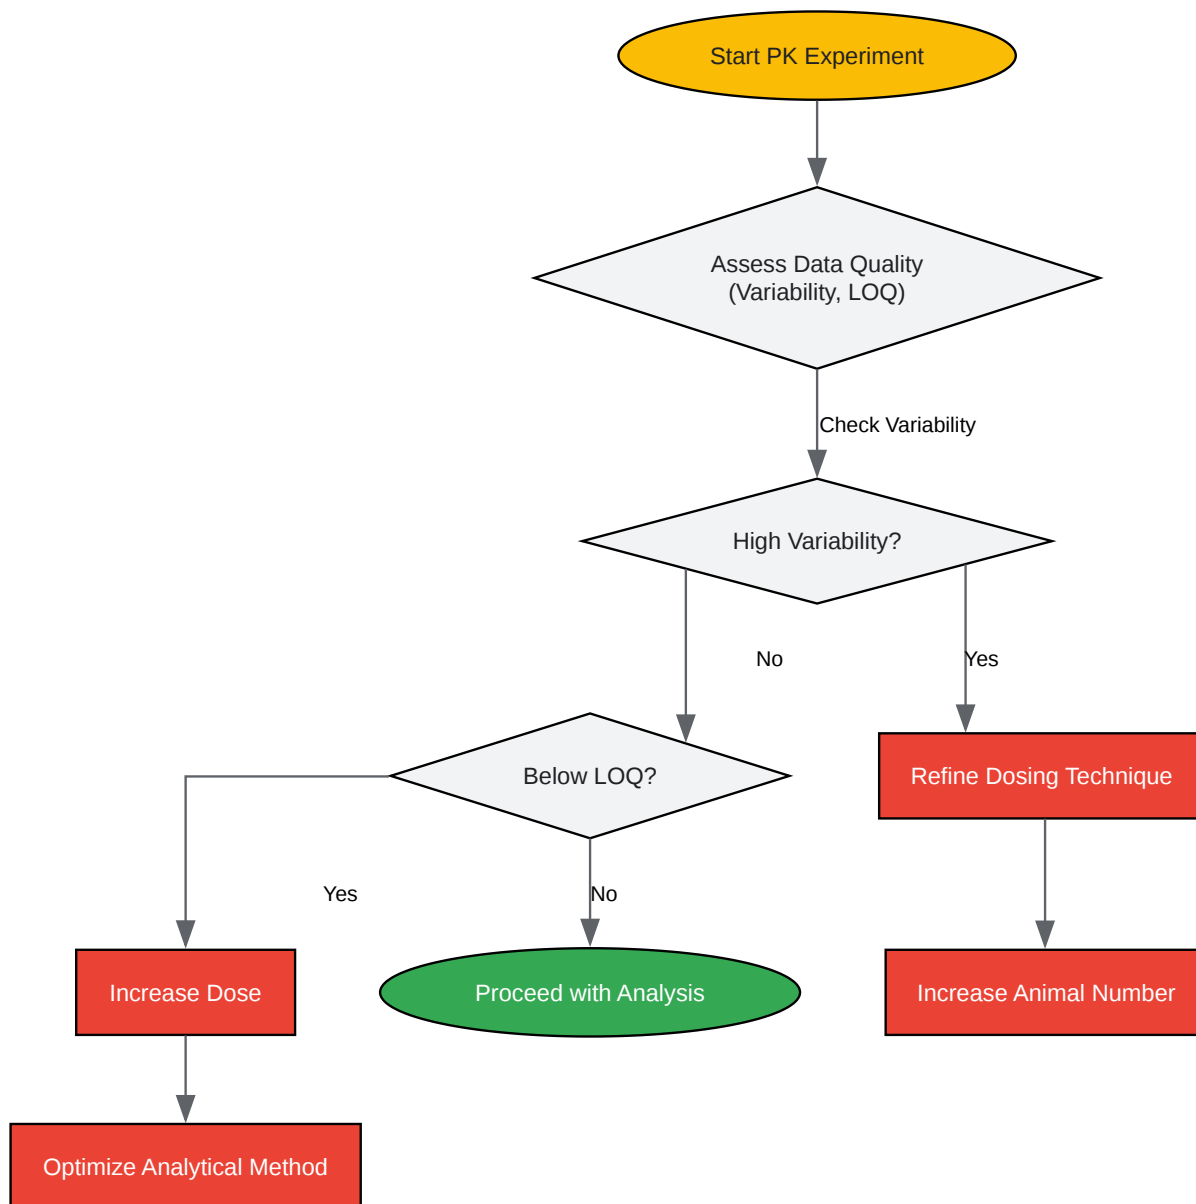 Start PK Experiment
Assess Data Quality
(Variability, LOQ)
Check Variability
High Variability?
No
Yes
Below LOQ?
Refine Dosing Technique
Yes
No
Increase Dose
Proceed with Analysis
Increase Animal Number
Optimize Analytical Method